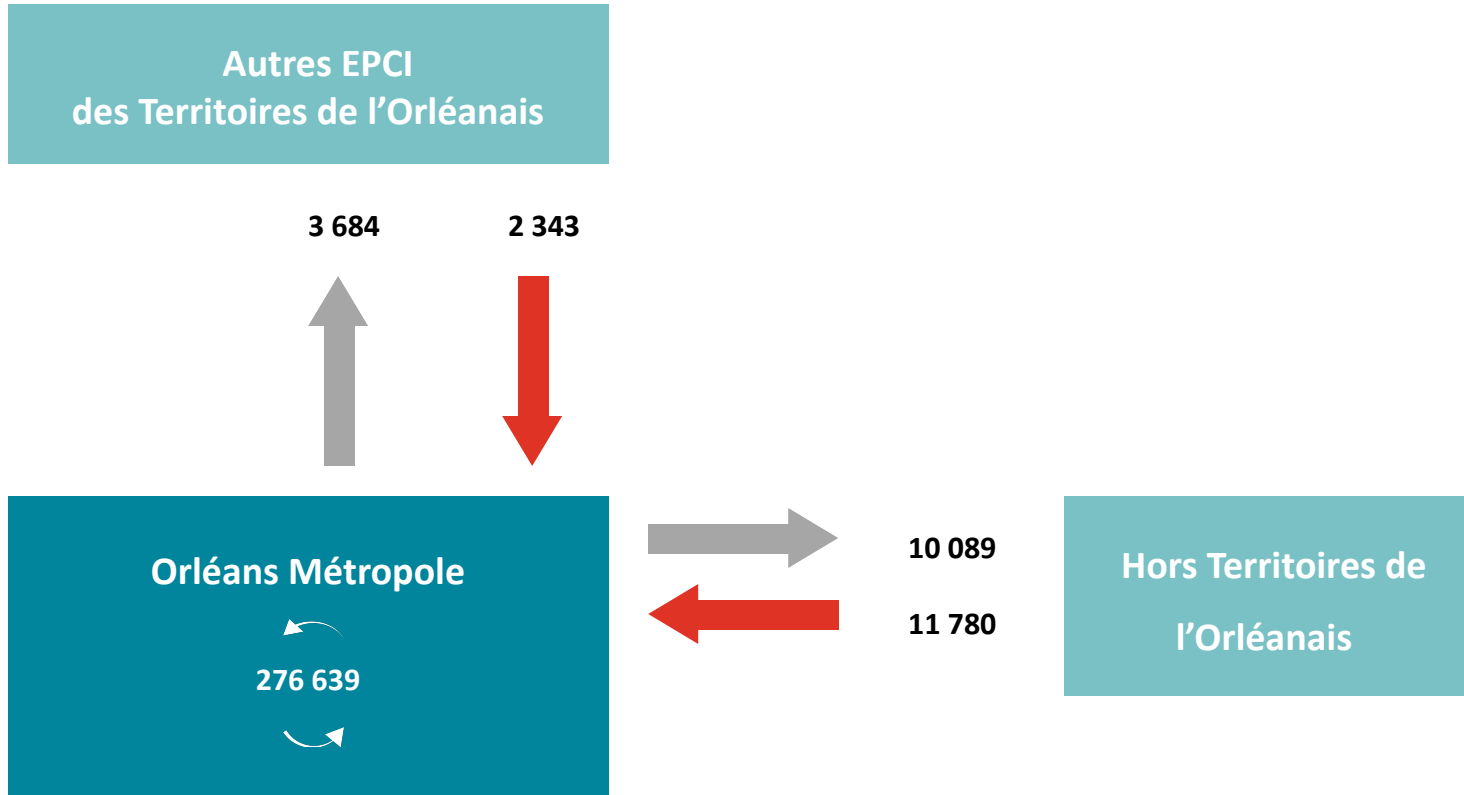 Autres EPCI
des Territoires de l’Orléanais
3 684 2 343
Orléans Métropole
276 639
10 089
11 780
Hors Territoires de
l’Orléanais